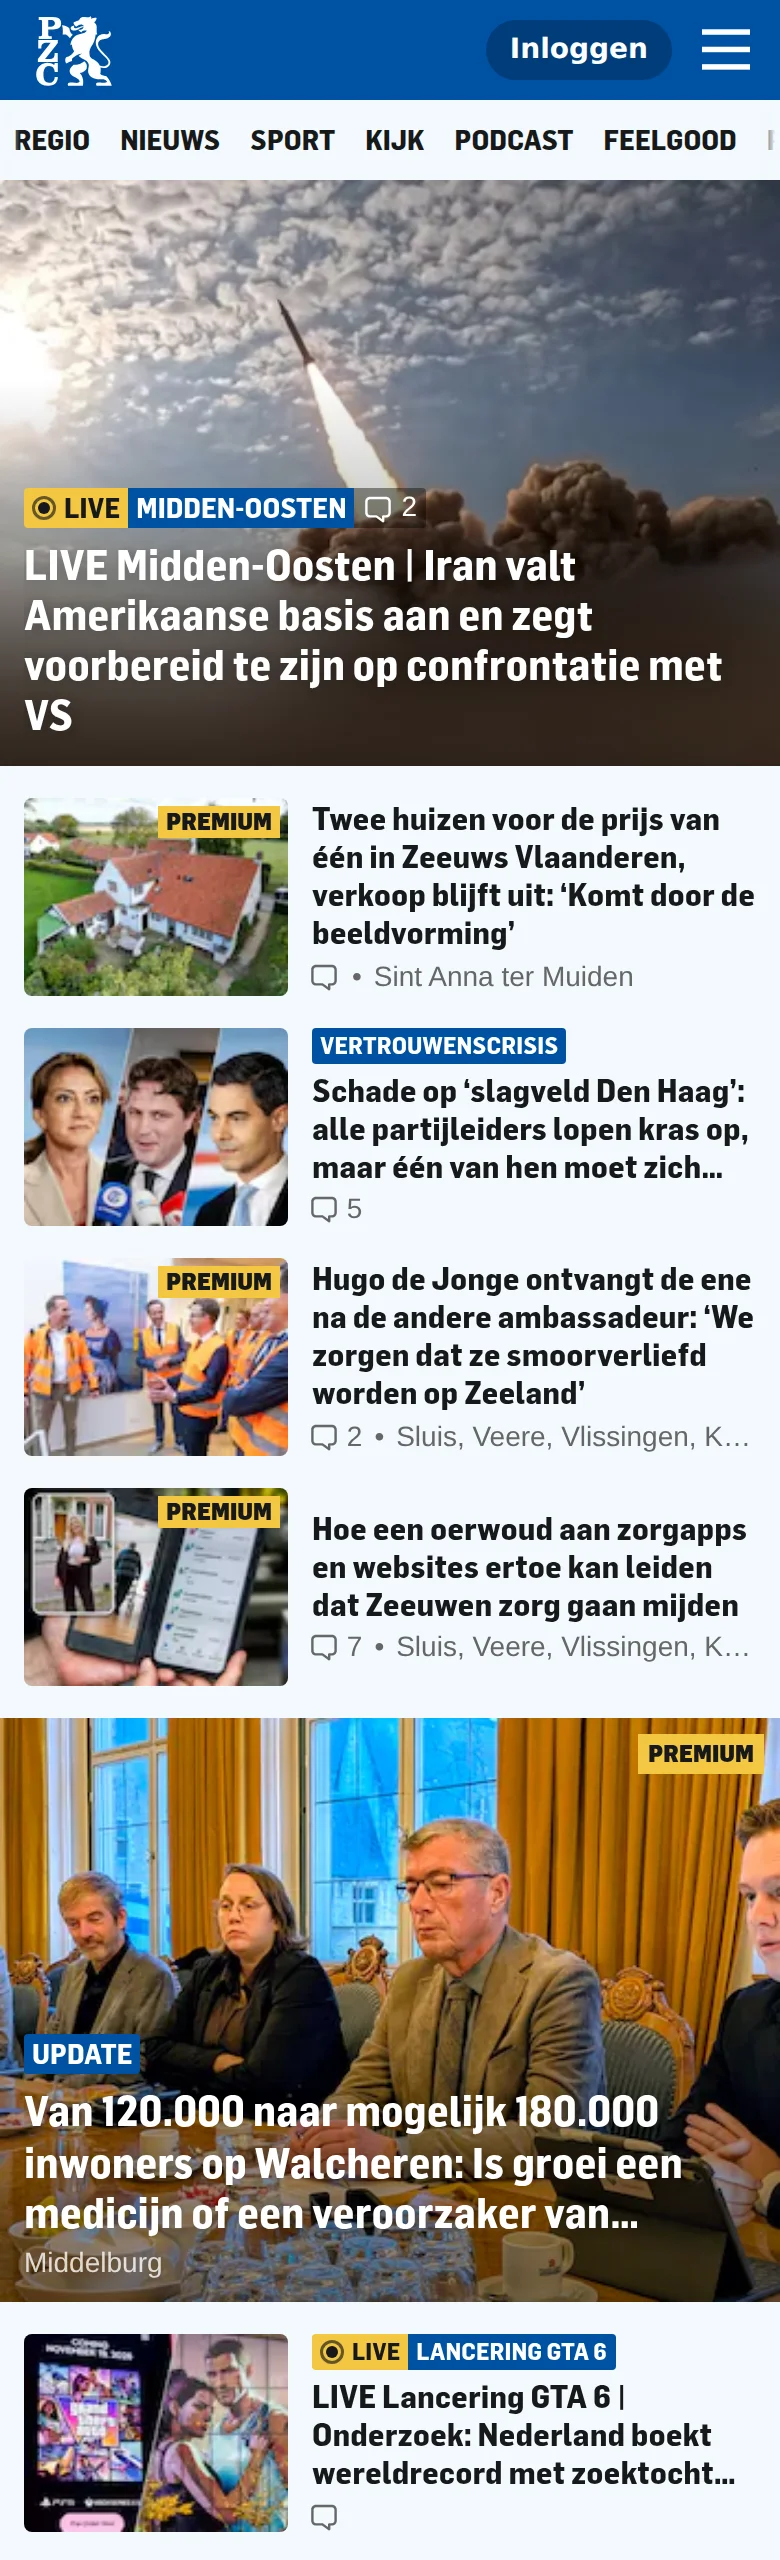 PZC
Inloggen
REGIO NIEUWS SPORT KIJK PODCAST FEELGOOD
LIVE MIDDEN-OOSTEN 2
LIVE Midden-Oosten | Iran valt
Amerikaanse basis aan en zegt
voorbereid te zijn op confrontatie met
VS
PREMIUM
Twee huizen voor de prijs van
één in Zeeuws Vlaanderen,
verkoop blijft uit: ‘Komt door de
beeldvorming’
• Sint Anna ter Muiden
VERTROUWENSCRISIS
Schade op ‘slagveld Den Haag’:
alle partijleiders lopen kras op,
maar één van hen moet zich...
5
PREMIUM
Hugo de Jonge ontvangt de ene
na de andere ambassadeur: ‘We
zorgen dat ze smoorverliefd
worden op Zeeland’
2 • Sluis, Veere, Vlissingen, K...
PREMIUM
Hoe een oerwoud aan zorgapps
en websites ertoe kan leiden
dat Zeeuwen zorg gaan mijden
7 • Sluis, Veere, Vlissingen, K...
PREMIUM
UPDATE
Van 120.000 naar mogelijk 180.000
inwoners op Walcheren: Is groei een
medicijn of een veroorzaker van...
Middelburg
COMING
NOVEMBER 19, 2026
LIVE LANCERING GTA 6
LIVE Lancering GTA 6 |
Onderzoek: Nederland boekt
wereldrecord met zoektocht...